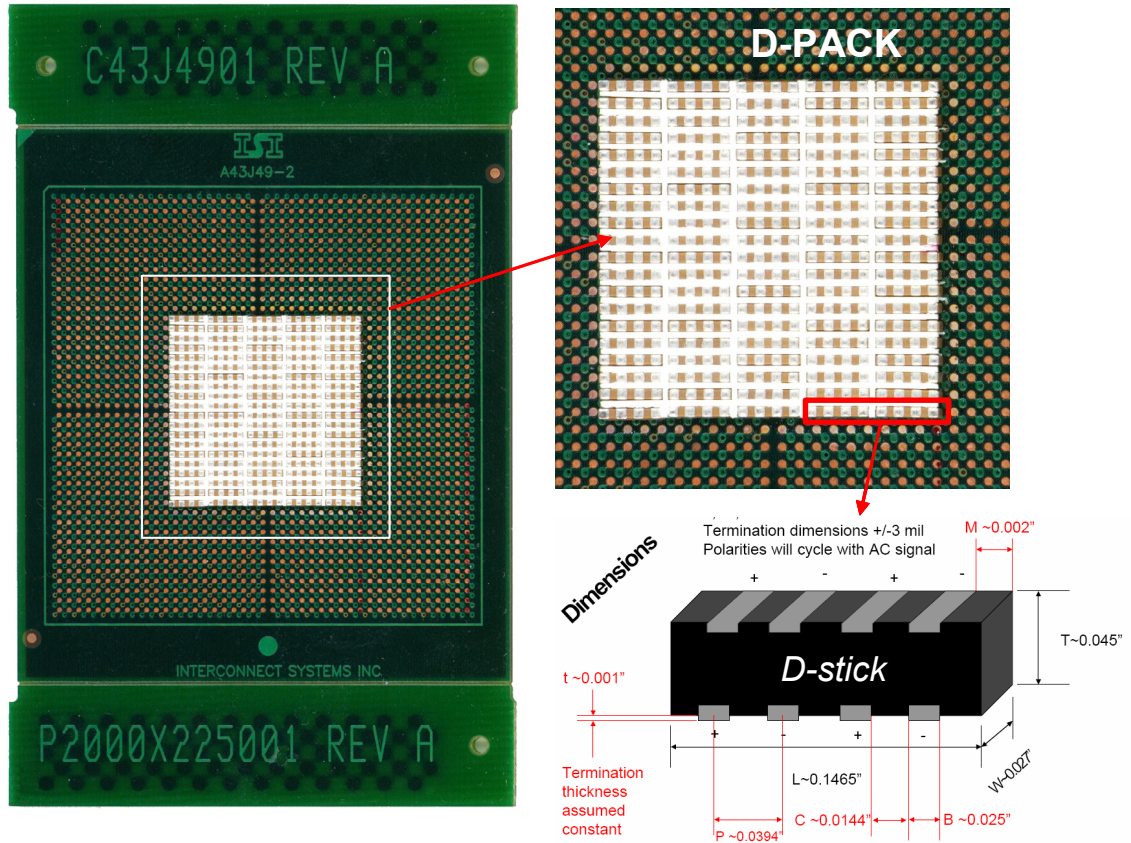 C43J4901 REV A
ISI
A43J49-2
INTERCONNECT SYSTEMS INC.
P2000X225001 REV A
D-PACK
Termination dimensions +/-3 mil
Polarities will cycle with AC signal
Dimensions
M ~0.002”
+ - + -
T~0.045”
D-stick
t ~0.001”
+ - + -
W~0.027”
L~0.1465”
Termination
thickness
assumed
constant
C ~0.0144”
B ~0.025”
P ~0.0394”